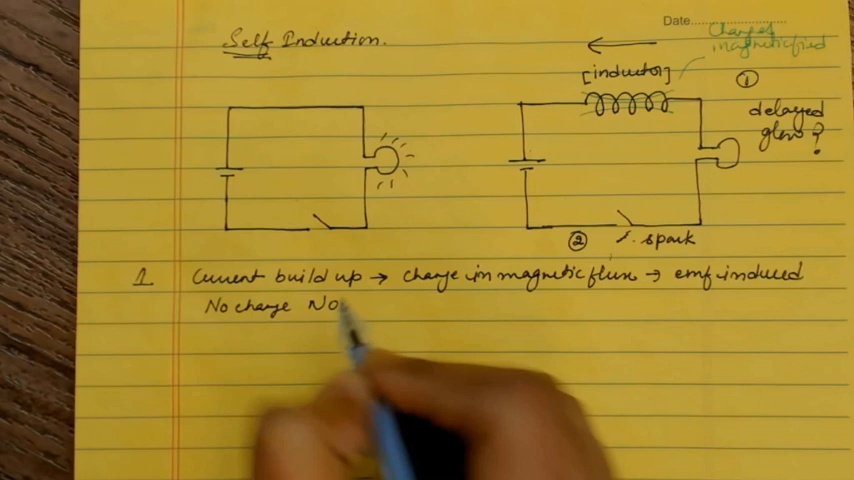 Date
Self Induction.
Change
magnetic field
[inductor]
①
delayed
glow ?
② spark
1 Current build up → change in magnetic flux → emf induced
No change No